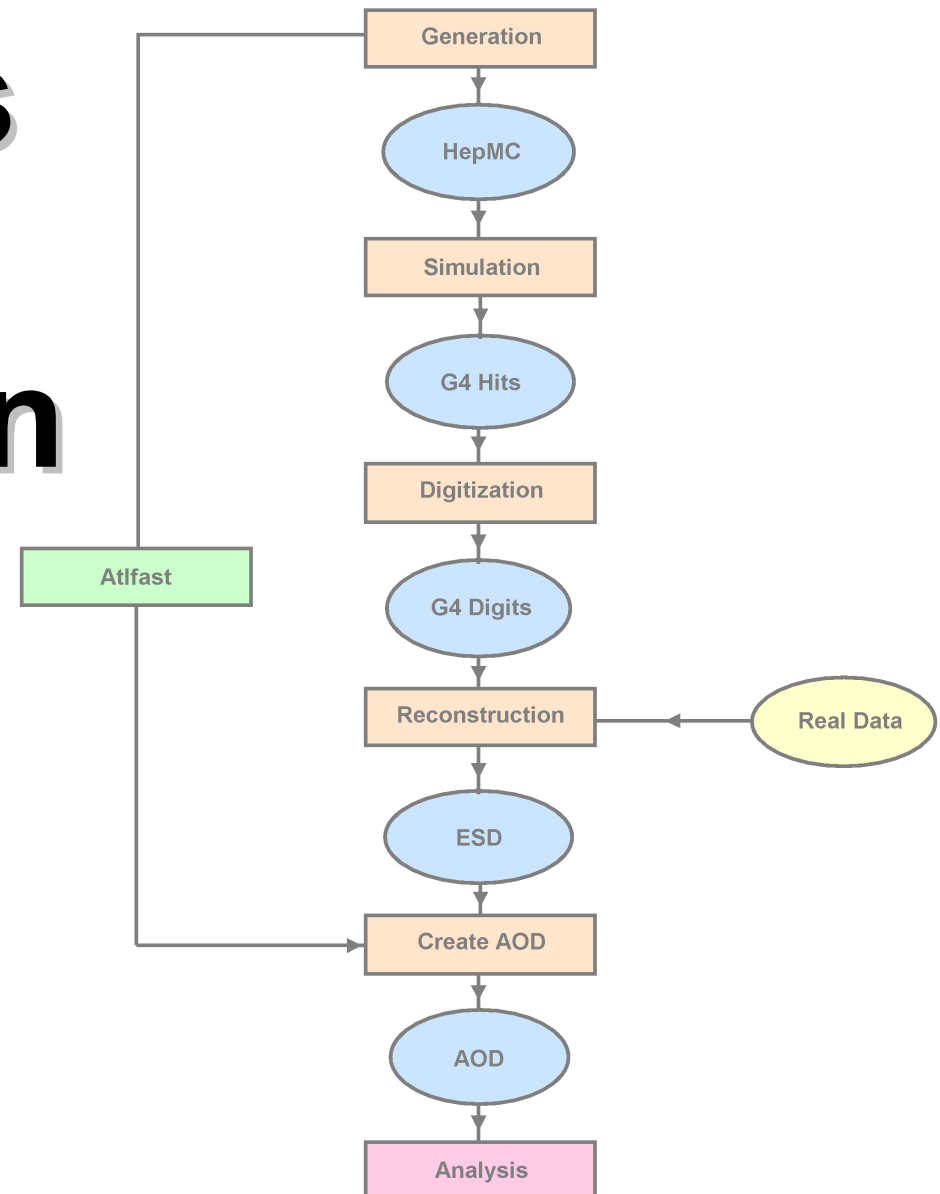 Generation
HepMC
Simulation
G4 Hits
Digitization
Atlfast
G4 Digits
Reconstruction
Real Data
ESD
Create AOD
AOD
Analysis